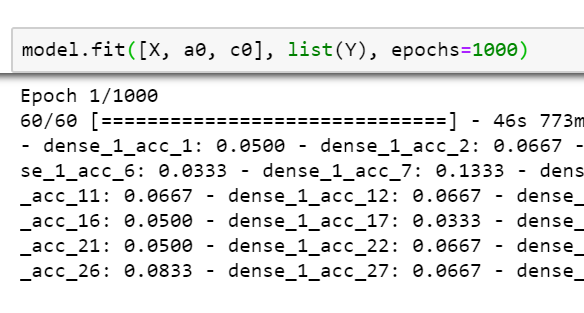 model.fit([X, a0, c0], list(Y), epochs=1000)
Epoch 1/1000
60/60 [==============================] - 46s 773m
- dense_1_acc_1: 0.0500 - dense_1_acc_2: 0.0667 -
se_1_acc_6: 0.0333 - dense_1_acc_7: 0.1333 - dens
_acc_11: 0.0667 - dense_1_acc_12: 0.0667 - dense_
_acc_16: 0.0500 - dense_1_acc_17: 0.0333 - dense_
_acc_21: 0.0500 - dense_1_acc_22: 0.0667 - dense_
_acc_26: 0.0833 - dense_1_acc_27: 0.0667 - dense_